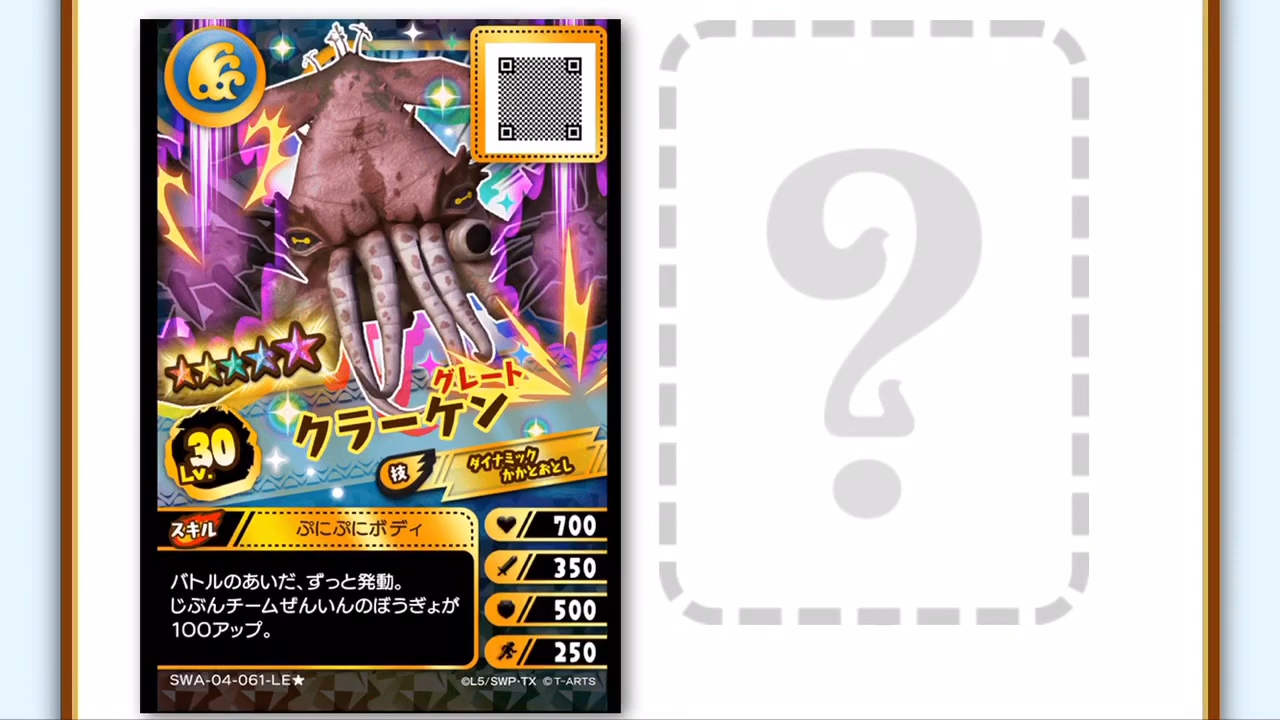 グレート
クラーケン
30
Lv.
技
ダイナミック
かかとおとし
スキル
ぷにぷにボディ
700
350
500
250
バトルのあいだ、ずっと発動。
じぶんチームぜんいんのぼうぎょが
100アップ。
SWA-04-061-LE★
©L5/SWP・TX ©T-ARTS
?